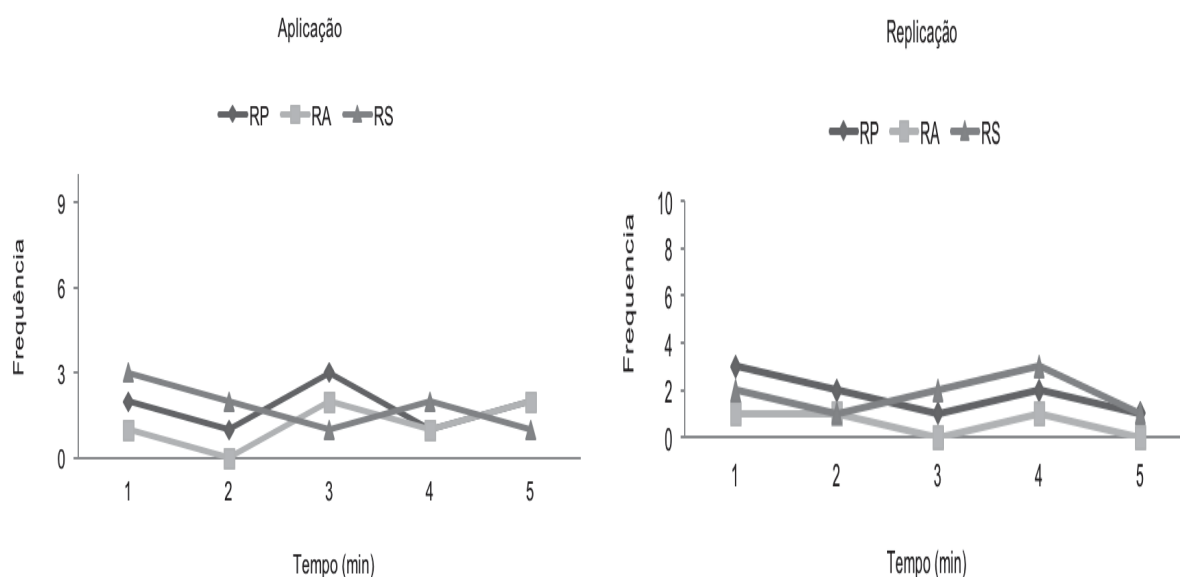 Aplicação
RP RA RS
Frequência
9
6
3
0
1 2 3 4 5
Tempo (min)
Replicação
RP RA RS
Frequencia
10
8
6
4
2
0
1 2 3 4 5
Tempo (min)